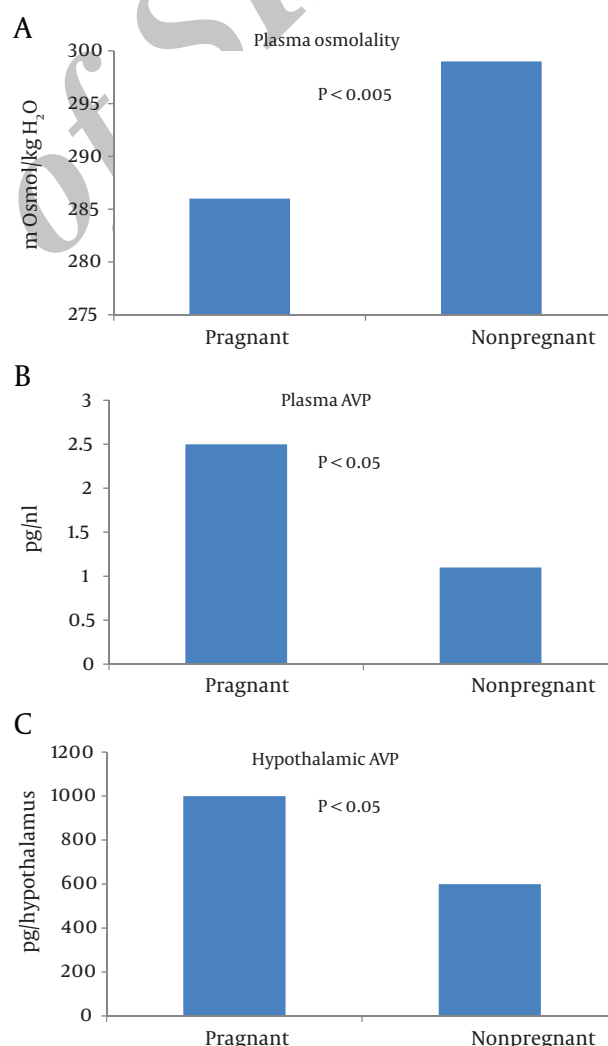 of Sp
A
Plasma osmolality
P < 0.005
m Osmol/kg H₂O
300
295
290
285
280
275
Pragnant
Nonpregnant
B
Plasma AVP
P < 0.05
pg/nl
3
2.5
2
1.5
1
0.5
0
Pragnant
Nonpregnant
C
Hypothalamic AVP
P < 0.05
pg/hypothalamus
1200
1000
800
600
400
200
0
Pragnant
Nonpregnant